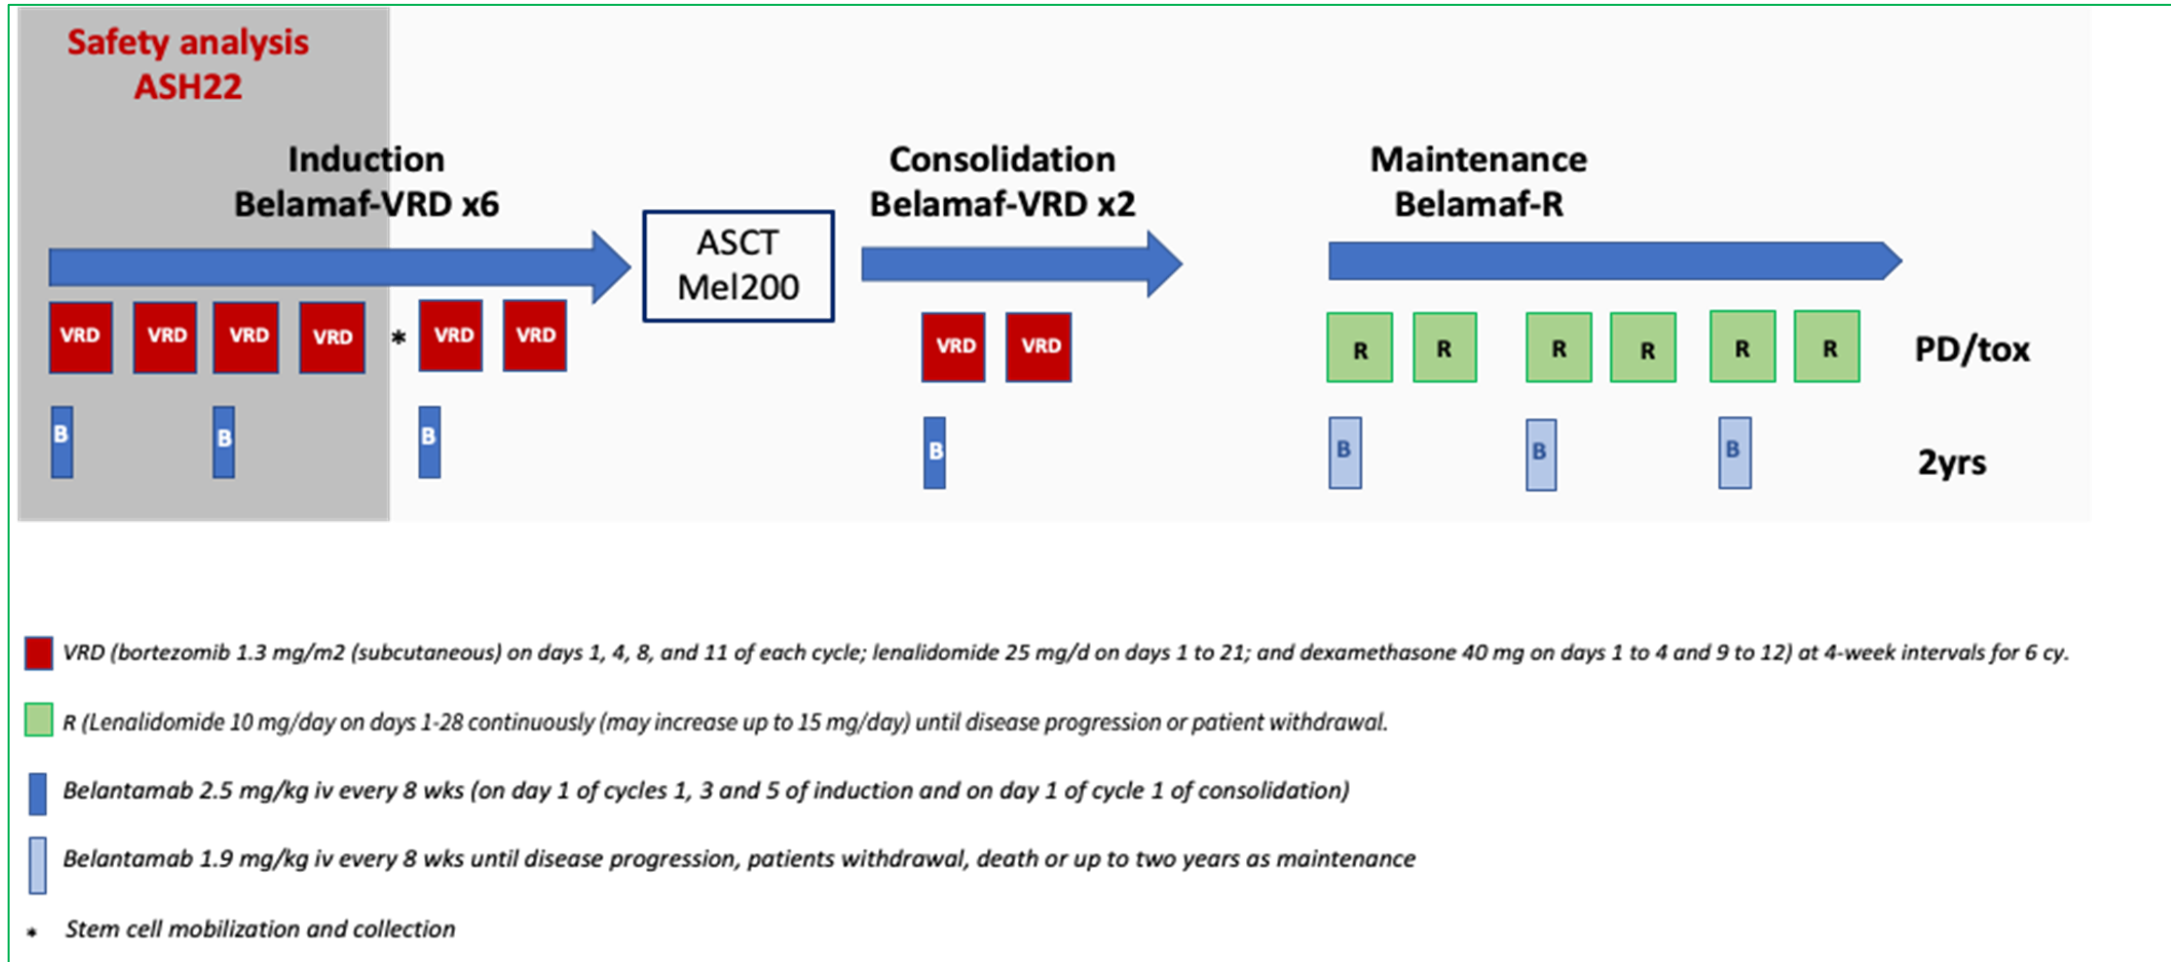 Safety analysis
ASH22
Induction
Belamaf-VRD x6
ASCT
Mel200
Consolidation
Belamaf-VRD x2
Maintenance
Belamaf-R
VRD VRD VRD VRD * VRD VRD
VRD VRD
R R R R R R
PD/tox
B B B
B
B B B
2yrs
VRD (bortezomib 1.3 mg/m2 (subcutaneous) on days 1, 4, 8, and 11 of each cycle; lenalidomide 25 mg/d on days 1 to 21; and dexamethasone 40 mg on days 1 to 4 and 9 to 12) at 4-week intervals for 6 cy.
R (Lenalidomide 10 mg/day on days 1-28 continuously (may increase up to 15 mg/day) until disease progression or patient withdrawal.
Belantamab 2.5 mg/kg iv every 8 wks (on day 1 of cycles 1, 3 and 5 of induction and on day 1 of cycle 1 of consolidation)
Belantamab 1.9 mg/kg iv every 8 wks until disease progression, patients withdrawal, death or up to two years as maintenance
* Stem cell mobilization and collection